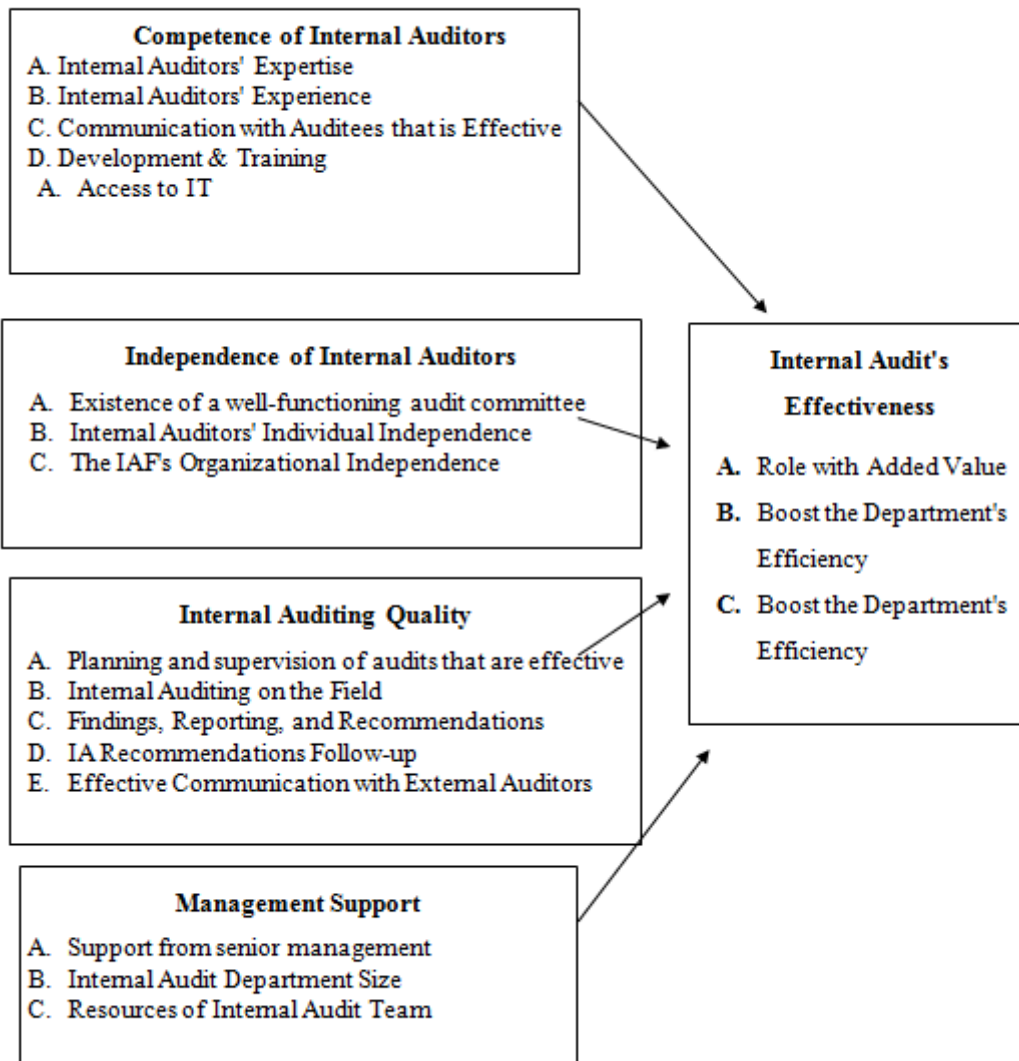 Competence of Internal Auditors
A. Internal Auditors' Expertise
B. Internal Auditors' Experience
C. Communication with Auditees that is Effective
D. Development & Training
A. Access to IT
Independence of Internal Auditors
A. Existence of a well-functioning audit committee
B. Internal Auditors' Individual Independence
C. The IAF's Organizational Independence
Internal Auditing Quality
A. Planning and supervision of audits that are effective
B. Internal Auditing on the Field
C. Findings, Reporting, and Recommendations
D. IA Recommendations Follow-up
E. Effective Communication with External Auditors
Management Support
A. Support from senior management
B. Internal Audit Department Size
C. Resources of Internal Audit Team
Internal Audit's
Effectiveness
A. Role with Added Value
B. Boost the Department's
Efficiency
C. Boost the Department's
Efficiency